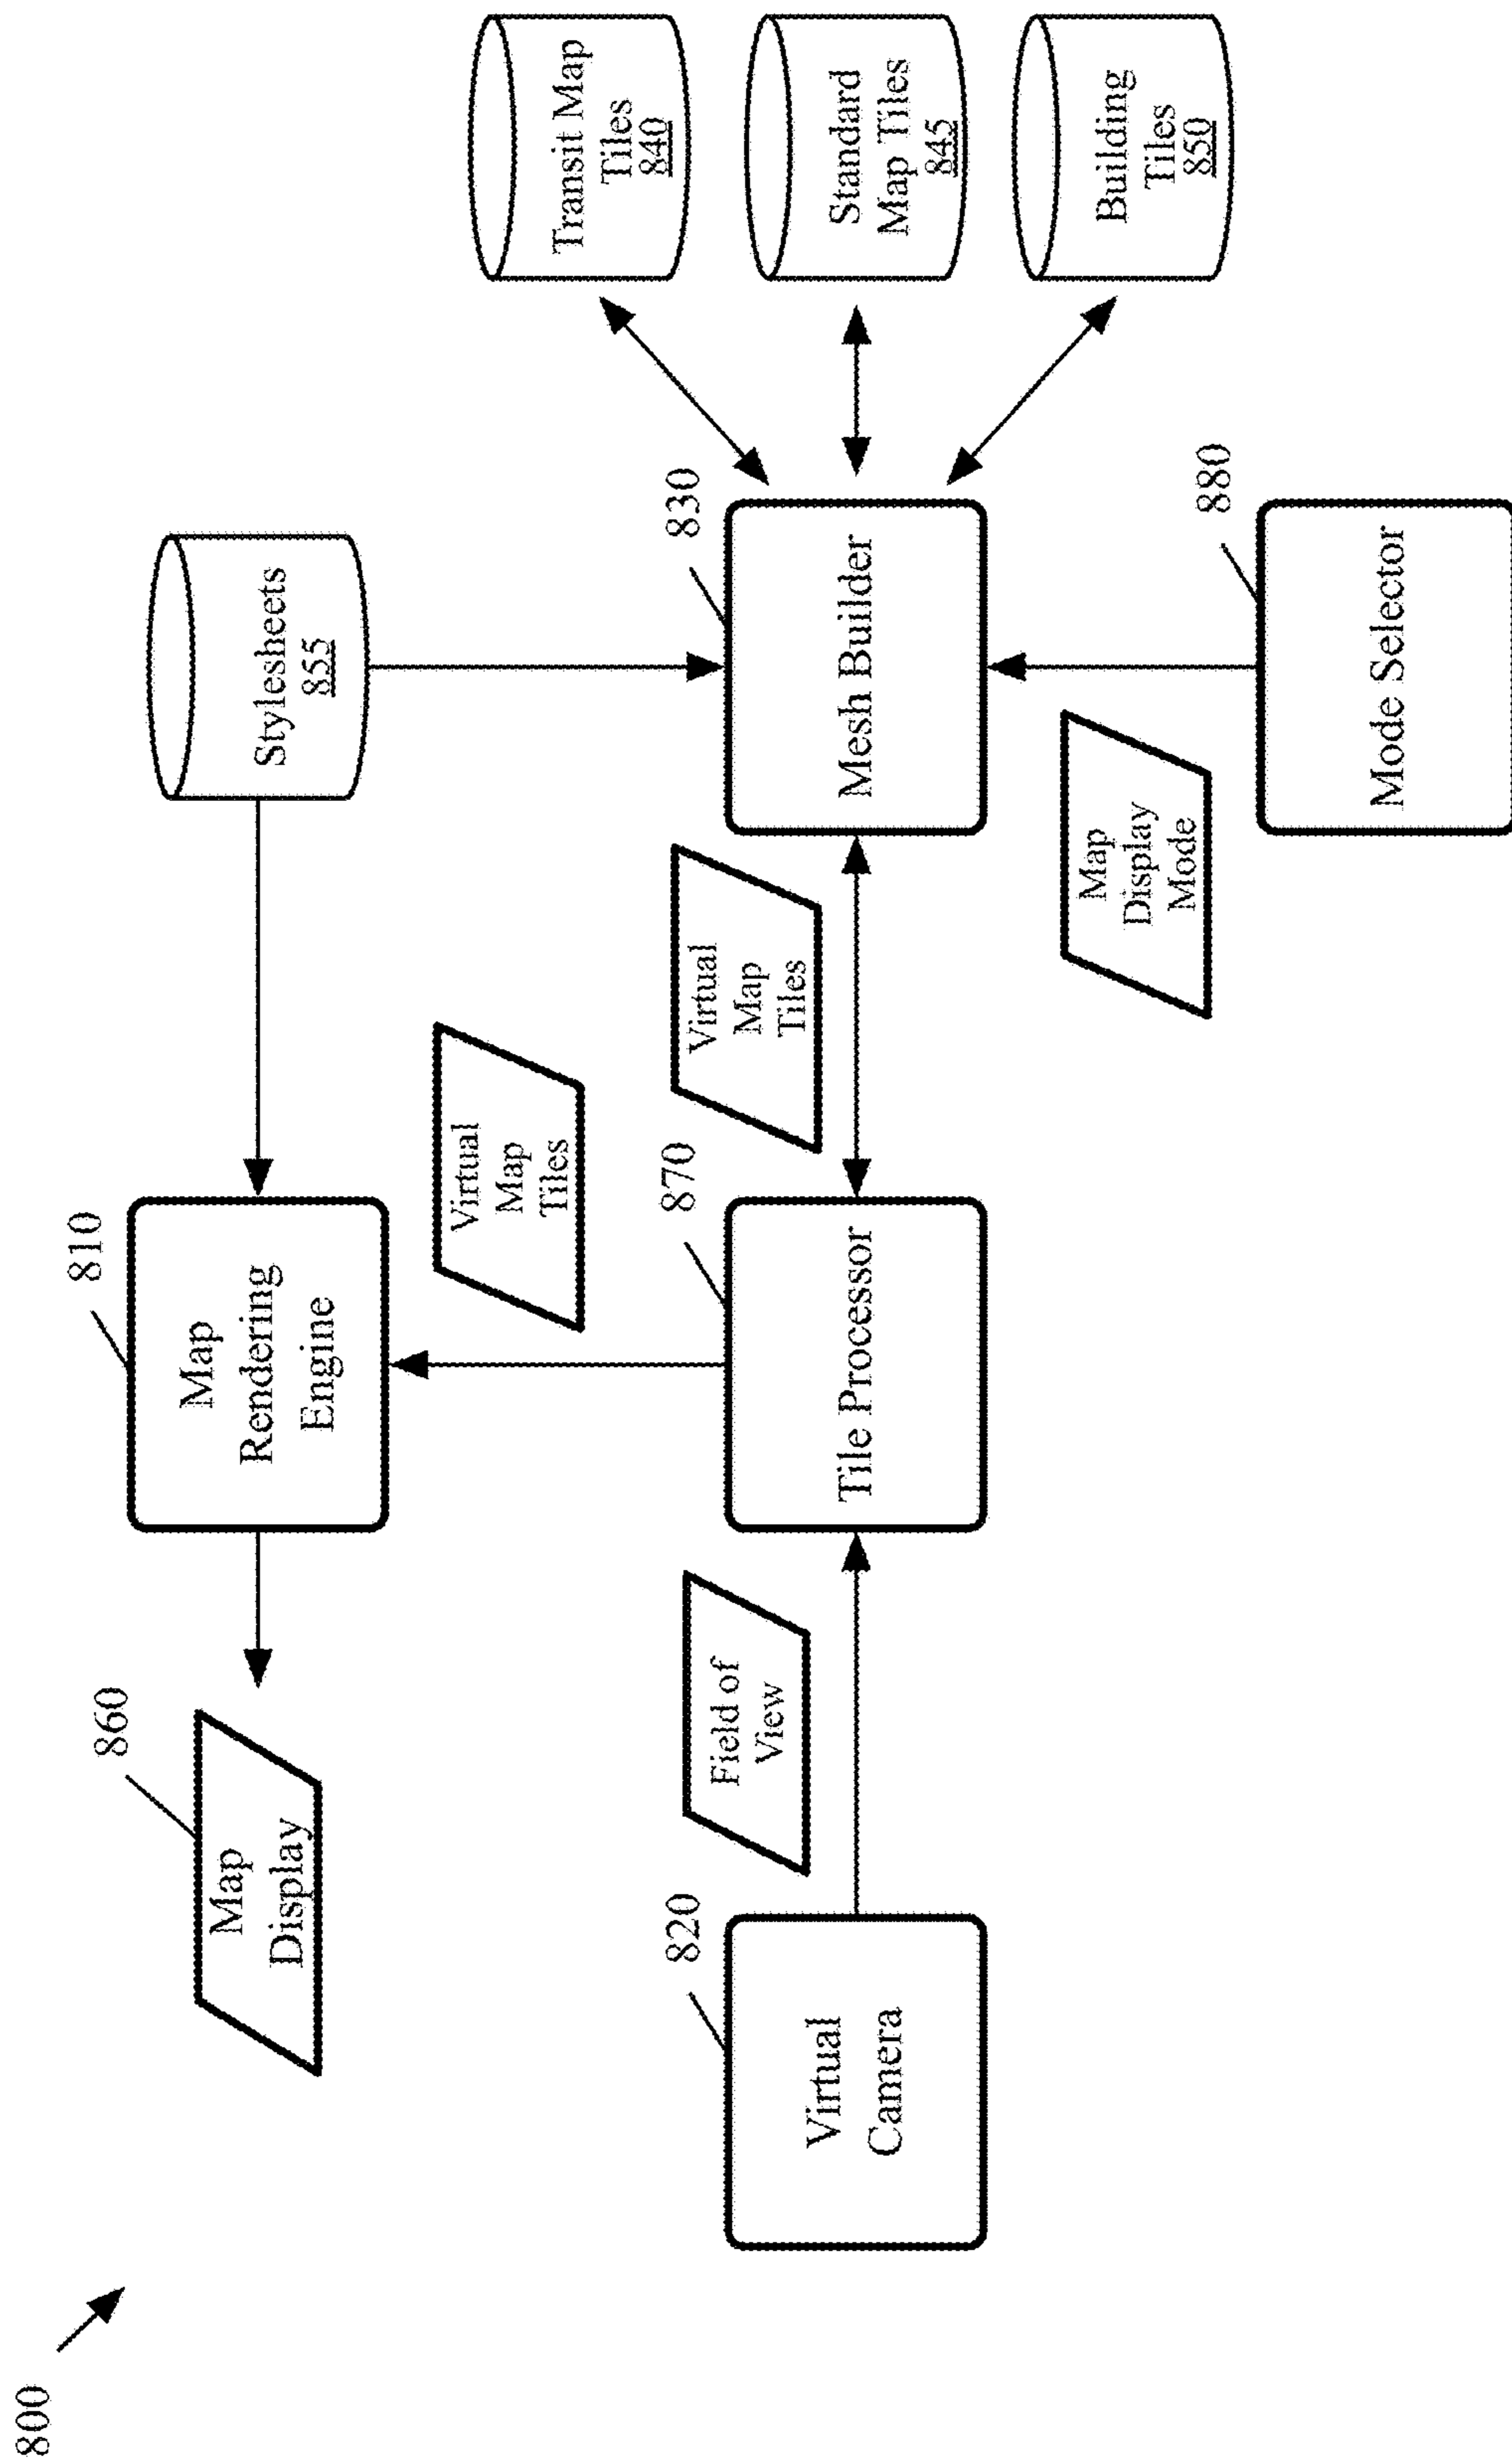 800
860
Map
Display
810
Map
Rendering
Engine
Stylesheets
855
Virtual
Map
Tiles
820
Virtual
Camera
Field of
View
870
Tile Processor
Virtual
Map
Tiles
830
Mesh Builder
Transit Map
Tiles
840
Standard
Map Tiles
845
Building
Tiles
850
Map
Display
Mode
880
Mode Selector